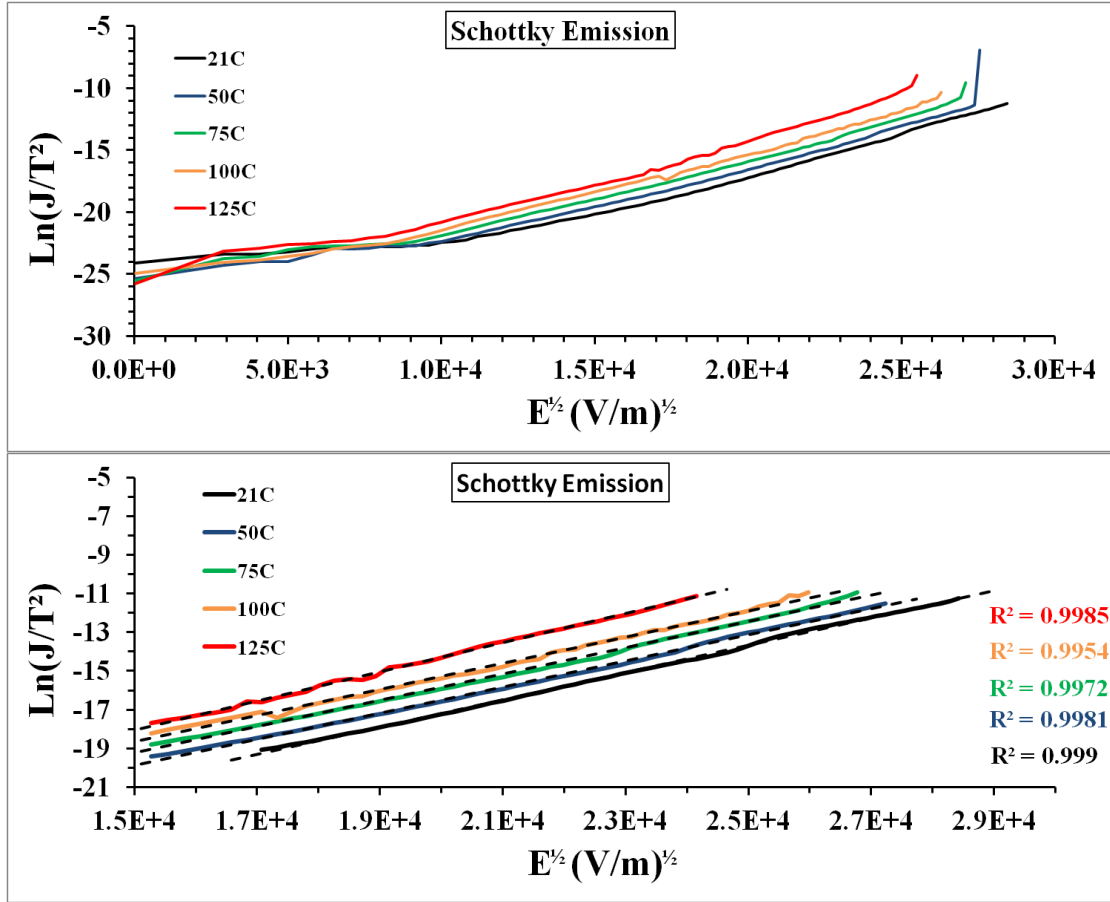 Schottky Emission
-5
-10
-15
-20
-25
-30
Ln(J/T²)
21C
50C
75C
100C
125C
0.0E+0 5.0E+3 1.0E+4 1.5E+4 2.0E+4 2.5E+4 3.0E+4
E½ (V/m)½
Schottky Emission
-5
-7
-9
-11
-13
-15
-17
-19
-21
Ln(J/T²)
21C
50C
75C
100C
125C
R² = 0.9985
R² = 0.9954
R² = 0.9972
R² = 0.9981
R² = 0.999
1.5E+4 1.7E+4 1.9E+4 2.1E+4 2.3E+4 2.5E+4 2.7E+4 2.9E+4
E½ (V/m)½